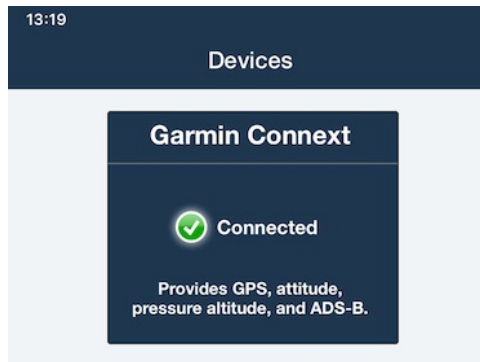 13:19
Devices
Garmin Connext
Connected
Provides GPS, attitude,
pressure altitude, and ADS-B.